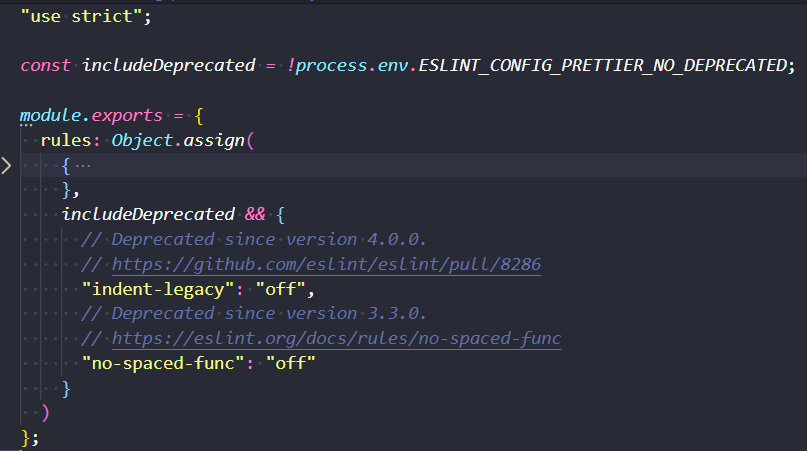 "use strict";
const includeDeprecated = !process.env.ESLINT_CONFIG_PRETTIER_NO_DEPRECATED;
module.exports = {
  rules: Object.assign(
    { ···
    },
    includeDeprecated && {
      // Deprecated since version 4.0.0.
      // https://github.com/eslint/eslint/pull/8286
      "indent-legacy": "off",
      // Deprecated since version 3.3.0.
      // https://eslint.org/docs/rules/no-spaced-func
      "no-spaced-func": "off"
    }
  )
};